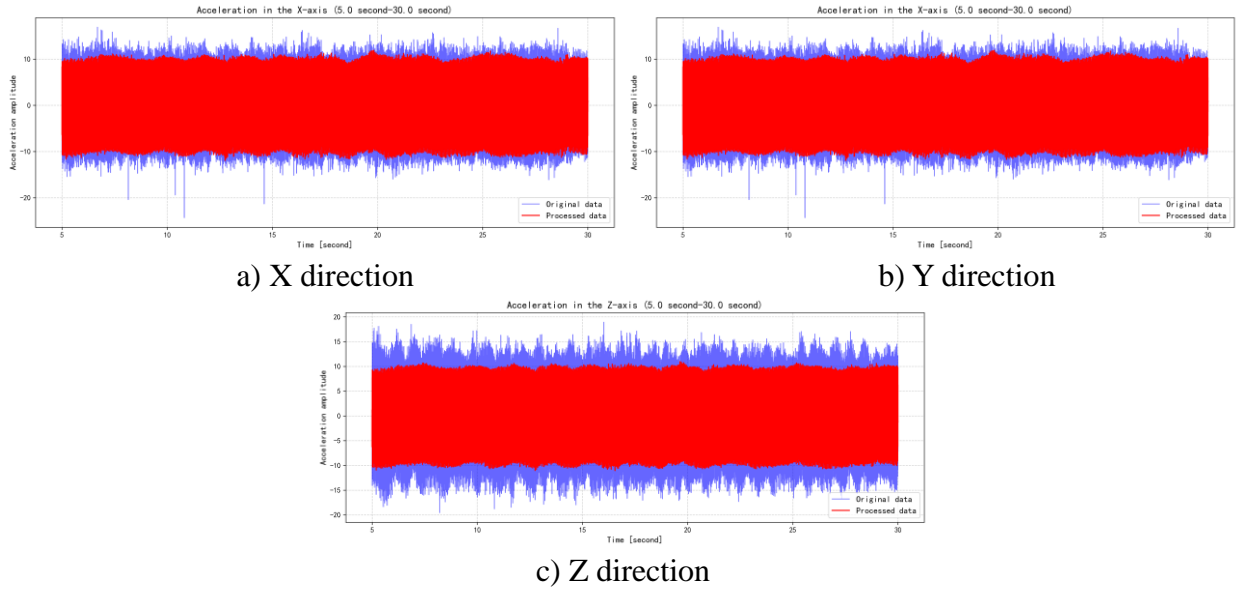 Acceleration in the X-axis (5.0 second-30.0 second)
Acceleration amplitude
10
0
-10
-20
5
10
15
20
25
30
Time [second]
Original data
Processed data
a) X direction
Acceleration in the Y-axis (5.0 second-30.0 second)
Acceleration amplitude
10
0
-10
-20
5
10
15
20
25
30
Time [second]
Original data
Processed data
b) Y direction
Acceleration in the Z-axis (5.0 second-30.0 second)
Acceleration amplitude
20
15
10
5
0
-5
-10
-15
-20
5
10
15
20
25
30
Time [second]
Original data
Processed data
c) Z direction